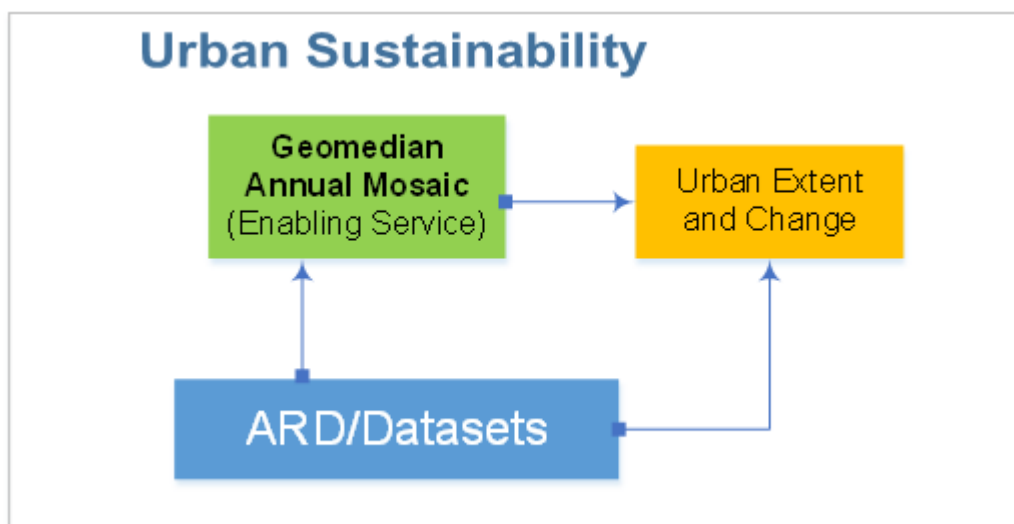 Urban Sustainability
Geomedian
Annual Mosaic
(Enabling Service)
Urban Extent
and Change
ARD/Datasets